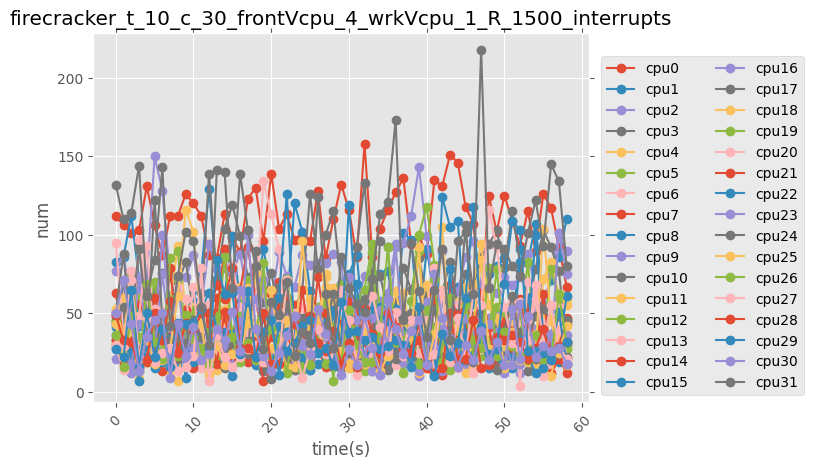 firecracker_t_10_c_30_frontVcpu_4_wrkVcpu_1_R_1500_interrupts
num
200
150
100
50
0
0
10
20
30
40
50
60
time(s)
cpu0
cpu1
cpu2
cpu3
cpu4
cpu5
cpu6
cpu7
cpu8
cpu9
cpu10
cpu11
cpu12
cpu13
cpu14
cpu15
cpu16
cpu17
cpu18
cpu19
cpu20
cpu21
cpu22
cpu23
cpu24
cpu25
cpu26
cpu27
cpu28
cpu29
cpu30
cpu31